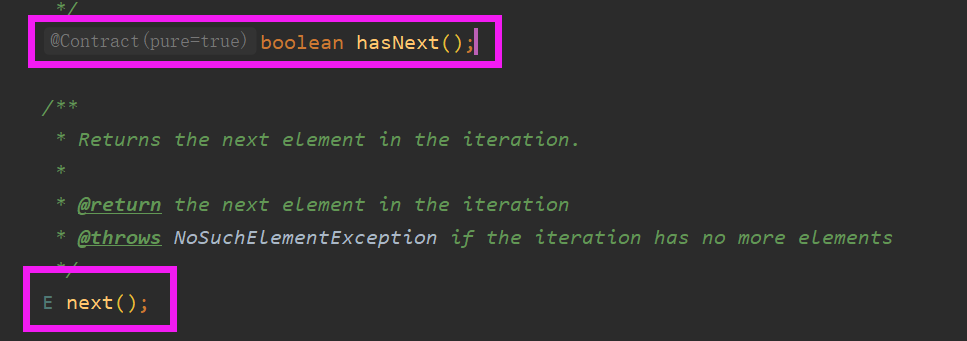 */
@Contract(pure=true) boolean hasNext();
/**
* Returns the next element in the iteration.
*
* @return the next element in the iteration
* @throws NoSuchElementException if the iteration has no more elements
*/
E next();